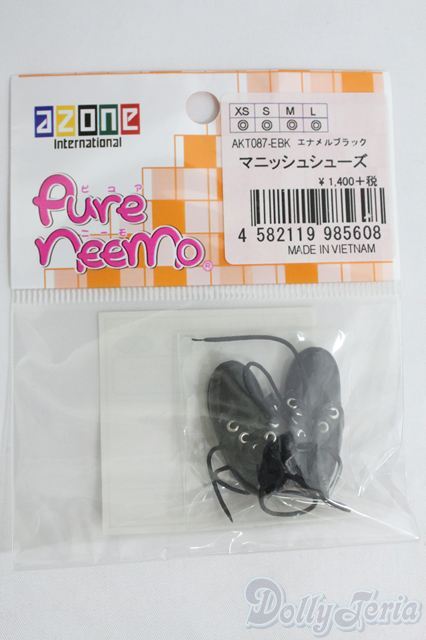 azone
International
ピュア
Pure
ニーモ
neemo®
XS S M L
◎ ◎ ◎ ◎
AKT087-EBK エナメルブラック
マニッシュシューズ
¥1,400+税
4 582119 985608
MADE IN VIETNAM
DollyTeria